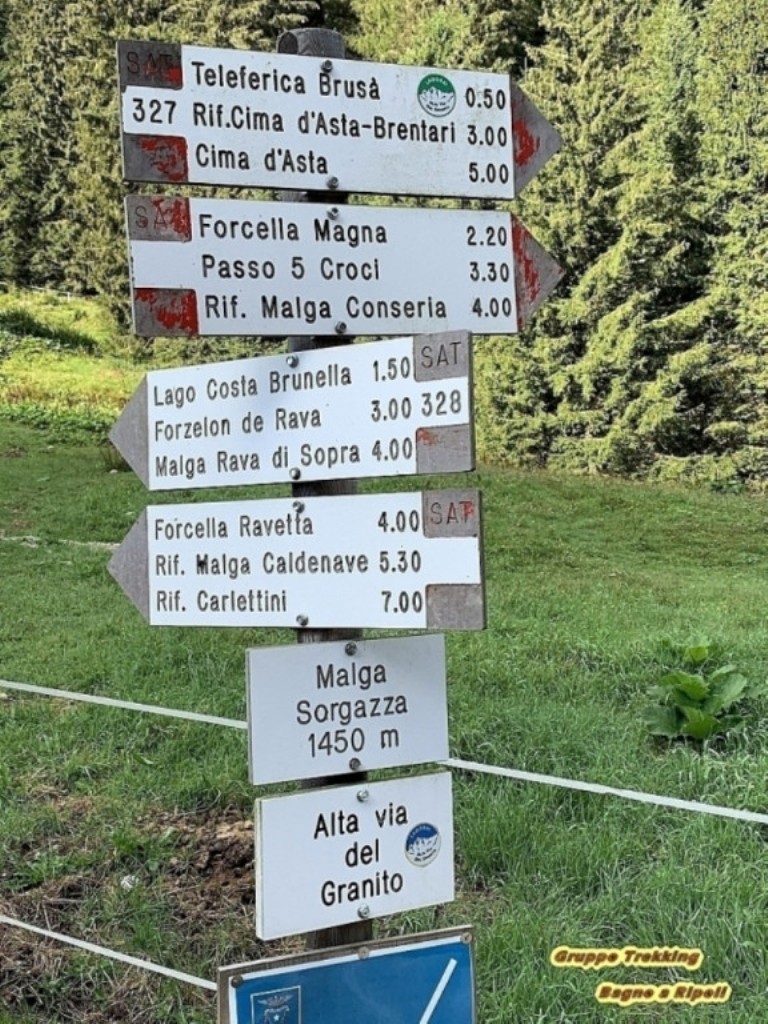 SAT
Teleferica Brusà 0.50
327 Rif.Cima d'Asta-Brentari 3.00
Cima d'Asta 5.00
SAT
Forcella Magna 2.20
Passo 5 Croci 3.30
Rif. Malga Conseria 4.00
Lago Costa Brunella 1.50 SAT
Forzelon de Rava 3.00 328
Malga Rava di Sopra 4.00
Forcella Ravetta 4.00 SAT
Rif. Malga Caldenave 5.30
Rif. Carlettini 7.00
Malga
Sorgazza
1450 m
Alta via
del
Granito
Gruppo Trekking
Bagno a Ripoli